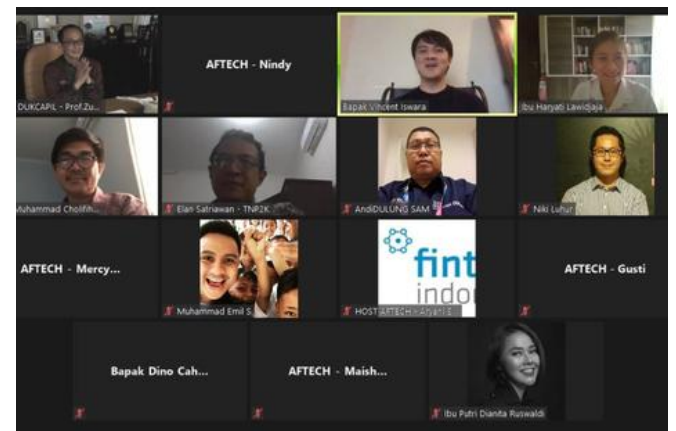 DUKCAPIL - Prof.Zu...
AFTECH - Nindy
Bapak Vincent Iswara
Ibu Haryati Lawidjaja
Muhammad Cholifih...
Elan Satriawan - TNP2K
AndiDULUNG SAM
Niki Luhur
AFTECH - Mercy...
Muhammad Emil S.
fint
indo
HOST AFTECH - Aryani S
AFTECH - Gusti
Bapak Dino Cah...
AFTECH - Maish...
Ibu Putri Dianita Ruswaldi